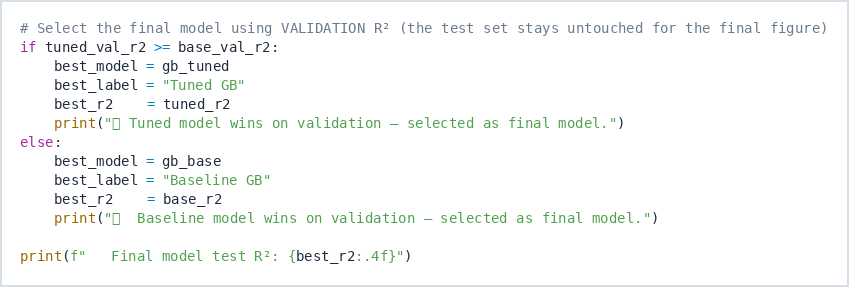 # Select the final model using VALIDATION R² (the test set stays untouched for the final figure)
if tuned_val_r2 >= base_val_r2:
    best_model = gb_tuned
    best_label = "Tuned GB"
    best_r2    = tuned_r2
    print("▯ Tuned model wins on validation — selected as final model.")
else:
    best_model = gb_base
    best_label = "Baseline GB"
    best_r2    = base_r2
    print("▯  Baseline model wins on validation — selected as final model.")

print(f"   Final model test R²: {best_r2:.4f}")